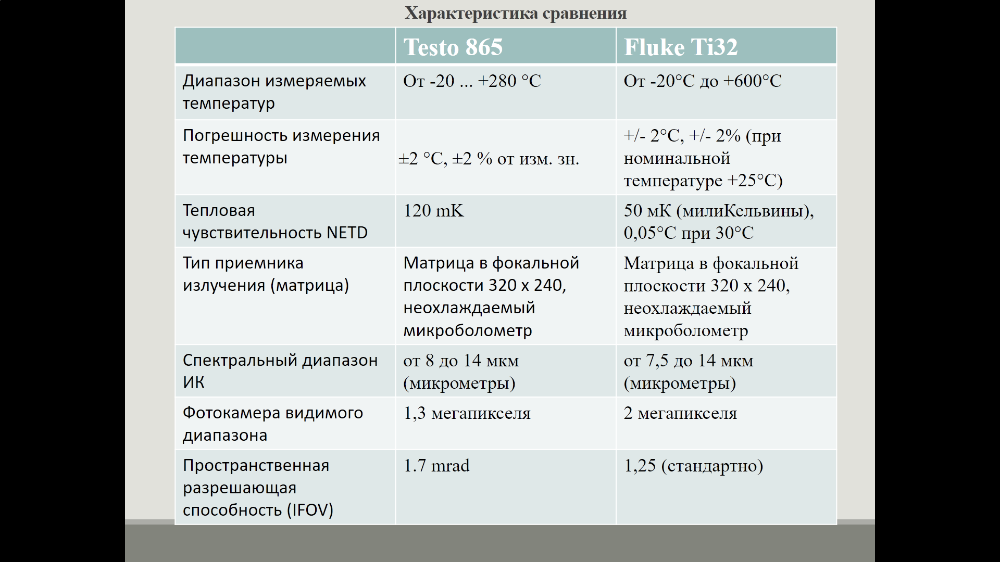 Характеристика сравнения
Testo 865
Fluke Ti32
Диапазон измеряемых
температур
От -20 ... +280 °C
От -20°C до +600°C
Погрешность измерения
температуры
±2 °C, ±2 % от изм. зн.
+/- 2°C, +/- 2% (при
номинальной
температуре +25°C)
Тепловая
чувствительность NETD
120 mK
50 мК (милиКельвины),
0,05°C при 30°C
Тип приемника
излучения (матрица)
Матрица в фокальной
плоскости 320 x 240,
неохлаждаемый
микроболометр
Матрица в фокальной
плоскости 320 x 240,
неохлаждаемый
микроболометр
Спектральный диапазон
ИК
от 8 до 14 мкм
(микрометры)
от 7,5 до 14 мкм
(микрометры)
Фотокамера видимого
диапазона
1,3 мегапикселя
2 мегапикселя
Пространственная
разрешающая
способность (IFOV)
1.7 mrad
1,25 (стандартно)